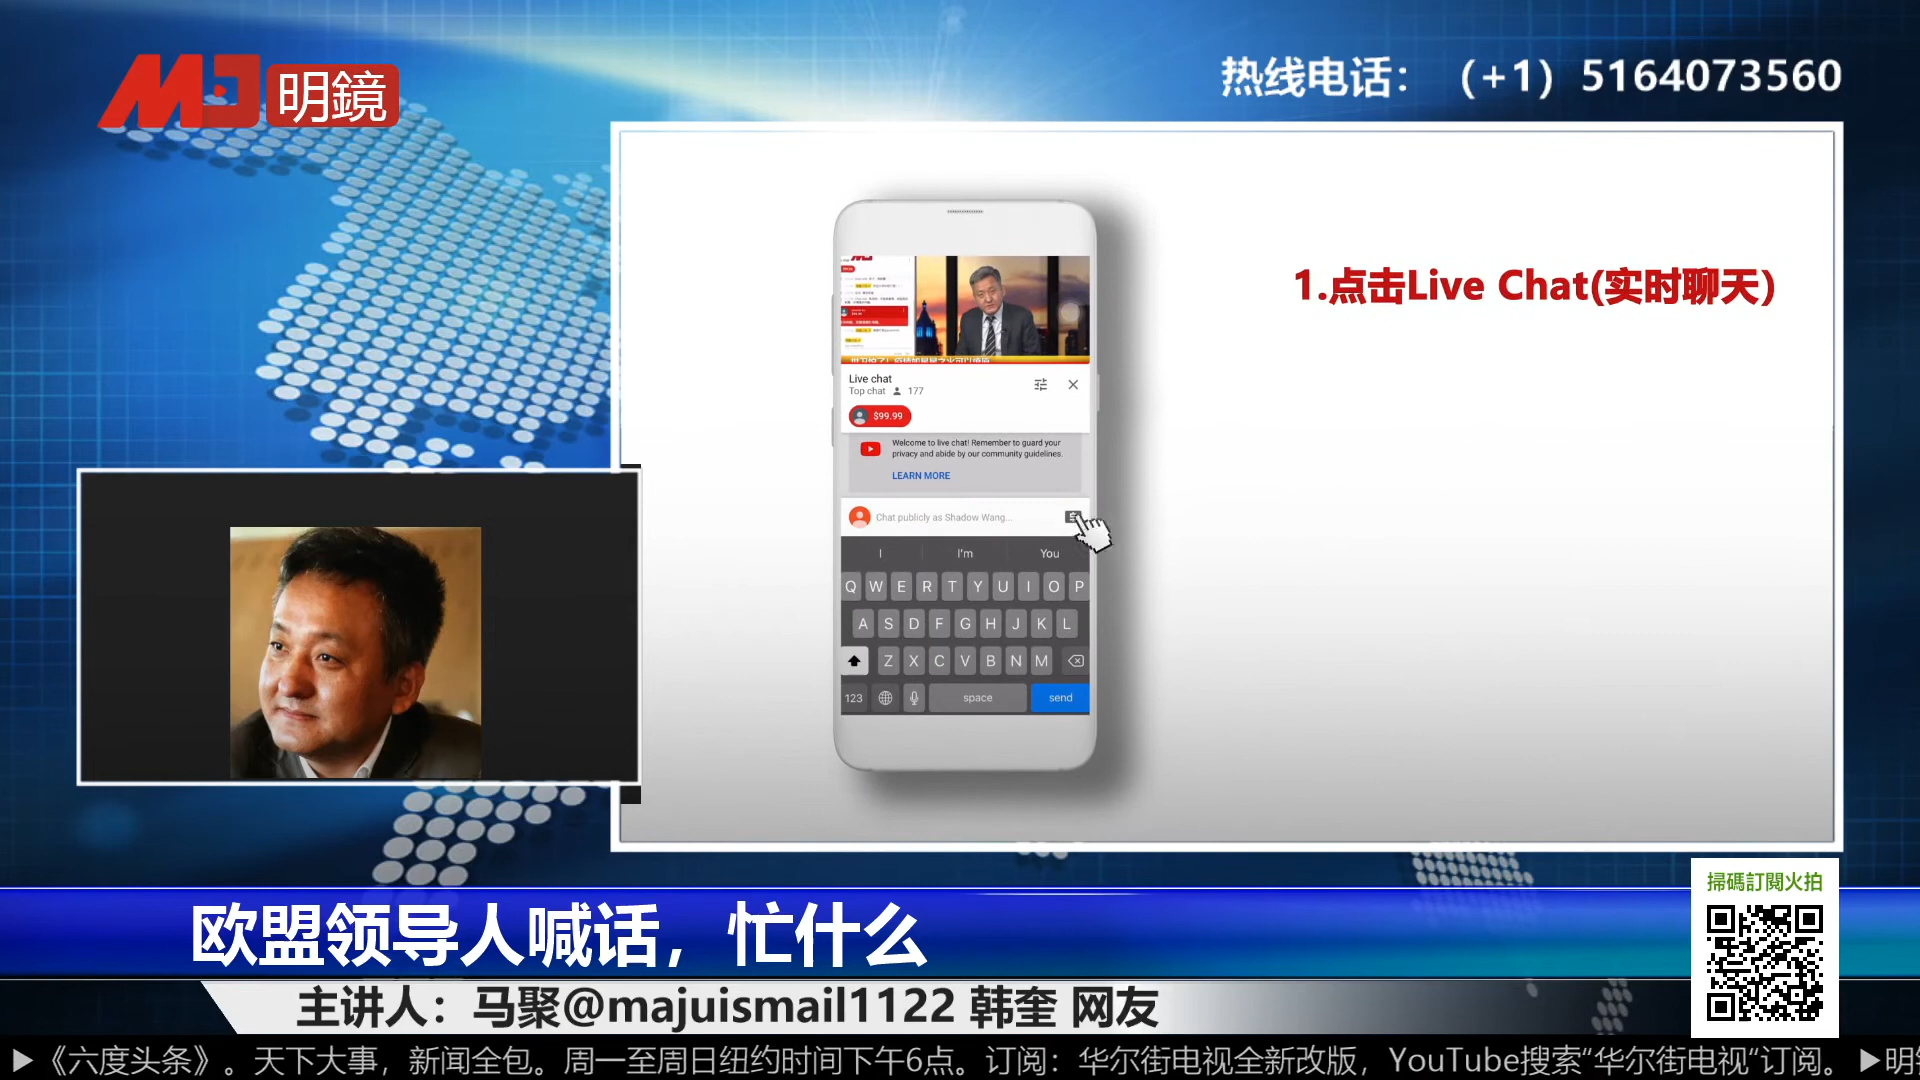 MJ 明鏡
热线电话： （+1）5164073560
1.点击Live Chat(实时聊天)
Live chat
Top chat 177
$99.99
Welcome to live chat! Remember to guard your
privacy and abide by our community guidelines.
LEARN MORE
Chat publicly as Shadow Wang...
I I'm You
Q W E R T Y U I O P
A S D F G H J K L
Z X C V B N M
123 space send
掃碼訂閱火拍
欧盟领导人喊话，忙什么
主讲人：马聚@majuismail1122 韩奎 网友
▶《六度头条》。天下大事，新闻全包。周一至周日纽约时间下午6点。订阅：华尔街电视全新改版，YouTube搜索“华尔街电视“订阅。▶明